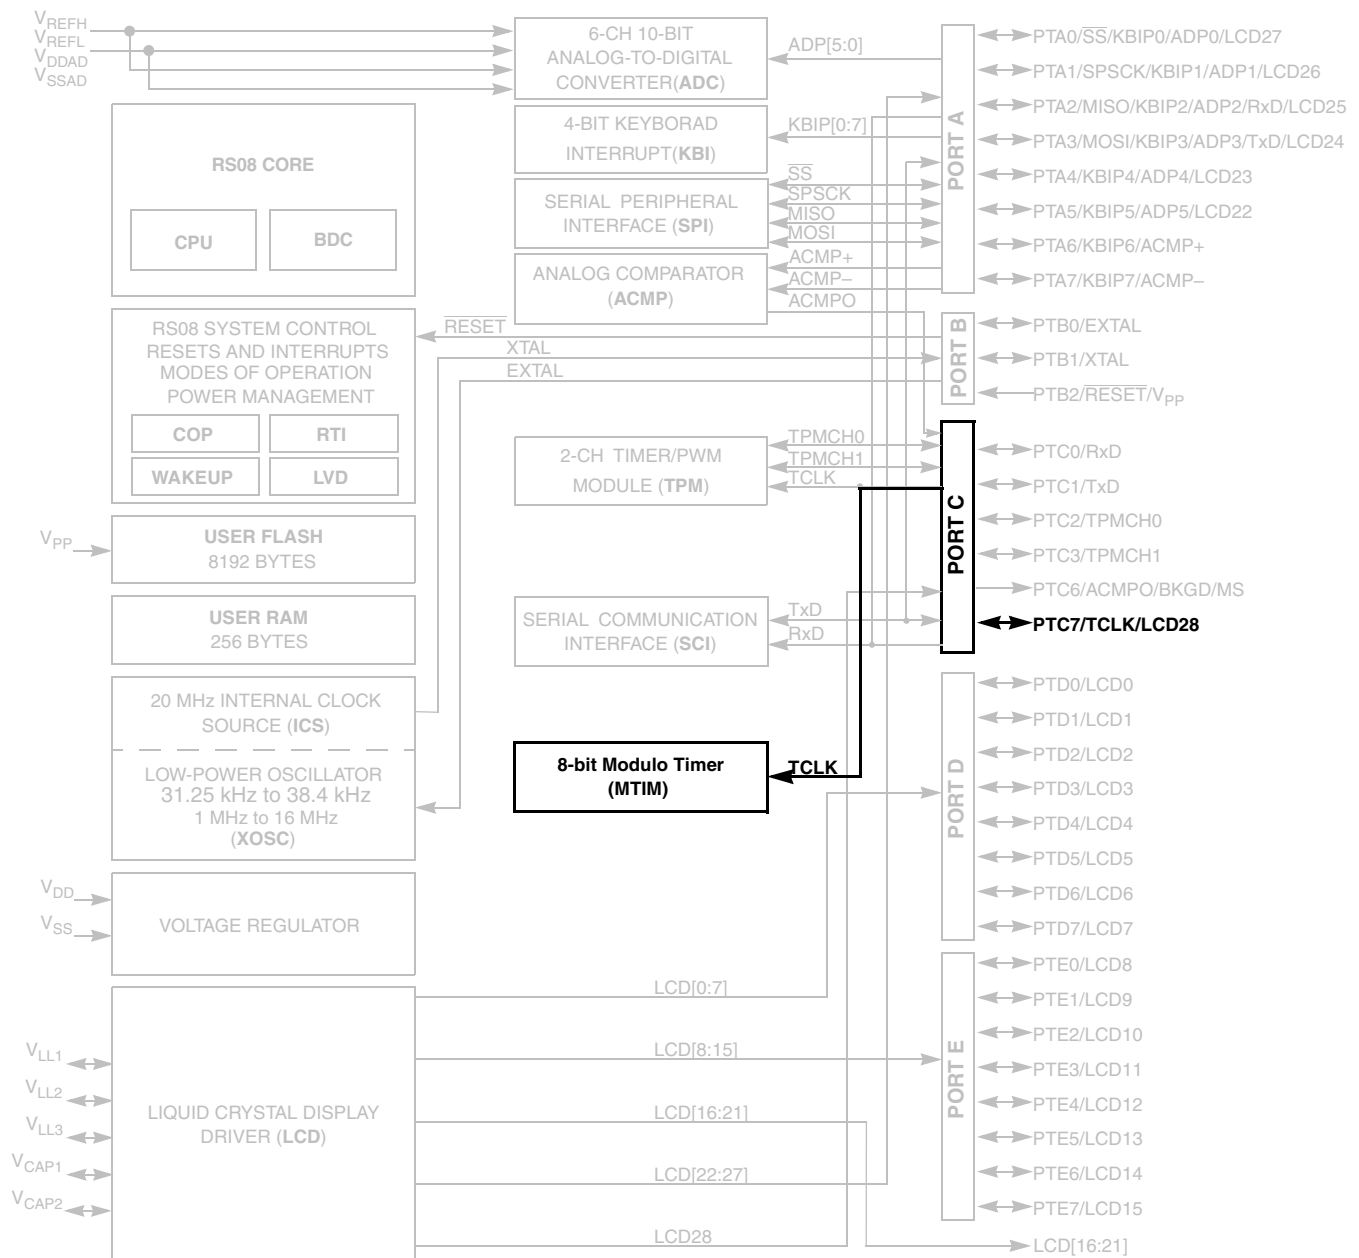 VREFH
VREFL
VDDAD
VSSAD
6-CH 10-BIT
ANALOG-TO-DIGITAL
CONVERTER(ADC)
ADP[5:0]
4-BIT KEYBORAD
INTERRUPT(KBI)
KBIP[0:7]
SERIAL PERIPHERAL
INTERFACE (SPI)
SS
SPSCK
MISO
MOSI
ANALOG COMPARATOR
(ACMP)
ACMP+
ACMP–
ACMPO
PORT A
PTA0/SS/KBIP0/ADP0/LCD27
PTA1/SPSCK/KBIP1/ADP1/LCD26
PTA2/MISO/KBIP2/ADP2/RxD/LCD25
PTA3/MOSI/KBIP3/ADP3/TxD/LCD24
PTA4/KBIP4/ADP4/LCD23
PTA5/KBIP5/ADP5/LCD22
PTA6/KBIP6/ACMP+
PTA7/KBIP7/ACMP–
RS08 CORE
CPU
BDC
RS08 SYSTEM CONTROL
RESETS AND INTERRUPTS
MODES OF OPERATION
POWER MANAGEMENT
COP
RTI
WAKEUP
LVD
RESET
XTAL
EXTAL
PORT B
PTB0/EXTAL
PTB1/XTAL
PTB2/RESET/VPP
2-CH TIMER/PWM
MODULE (TPM)
TPMCH0
TPMCH1
TCLK
PORT C
PTC0/RxD
PTC1/TxD
PTC2/TPMCH0
PTC3/TPMCH1
PTC6/ACMPO/BKGD/MS
PTC7/TCLK/LCD28
VPP
USER FLASH
8192 BYTES
USER RAM
256 BYTES
SERIAL COMMUNICATION
INTERFACE (SCI)
TxD
RxD
20 MHz INTERNAL CLOCK
SOURCE (ICS)
LOW-POWER OSCILLATOR
31.25 kHz to 38.4 kHz
1 MHz to 16 MHz
(XOSC)
8-bit Modulo Timer
(MTIM)
TCLK
PORT D
PTD0/LCD0
PTD1/LCD1
PTD2/LCD2
PTD3/LCD3
PTD4/LCD4
PTD5/LCD5
PTD6/LCD6
PTD7/LCD7
VDD
VSS
VOLTAGE REGULATOR
VLL1
VLL2
VLL3
VCAP1
VCAP2
LIQUID CRYSTAL DISPLAY
DRIVER (LCD)
LCD[0:7]
LCD[8:15]
LCD[16:21]
LCD[22:27]
LCD28
PORT E
PTE0/LCD8
PTE1/LCD9
PTE2/LCD10
PTE3/LCD11
PTE4/LCD12
PTE5/LCD13
PTE6/LCD14
PTE7/LCD15
LCD[16:21]